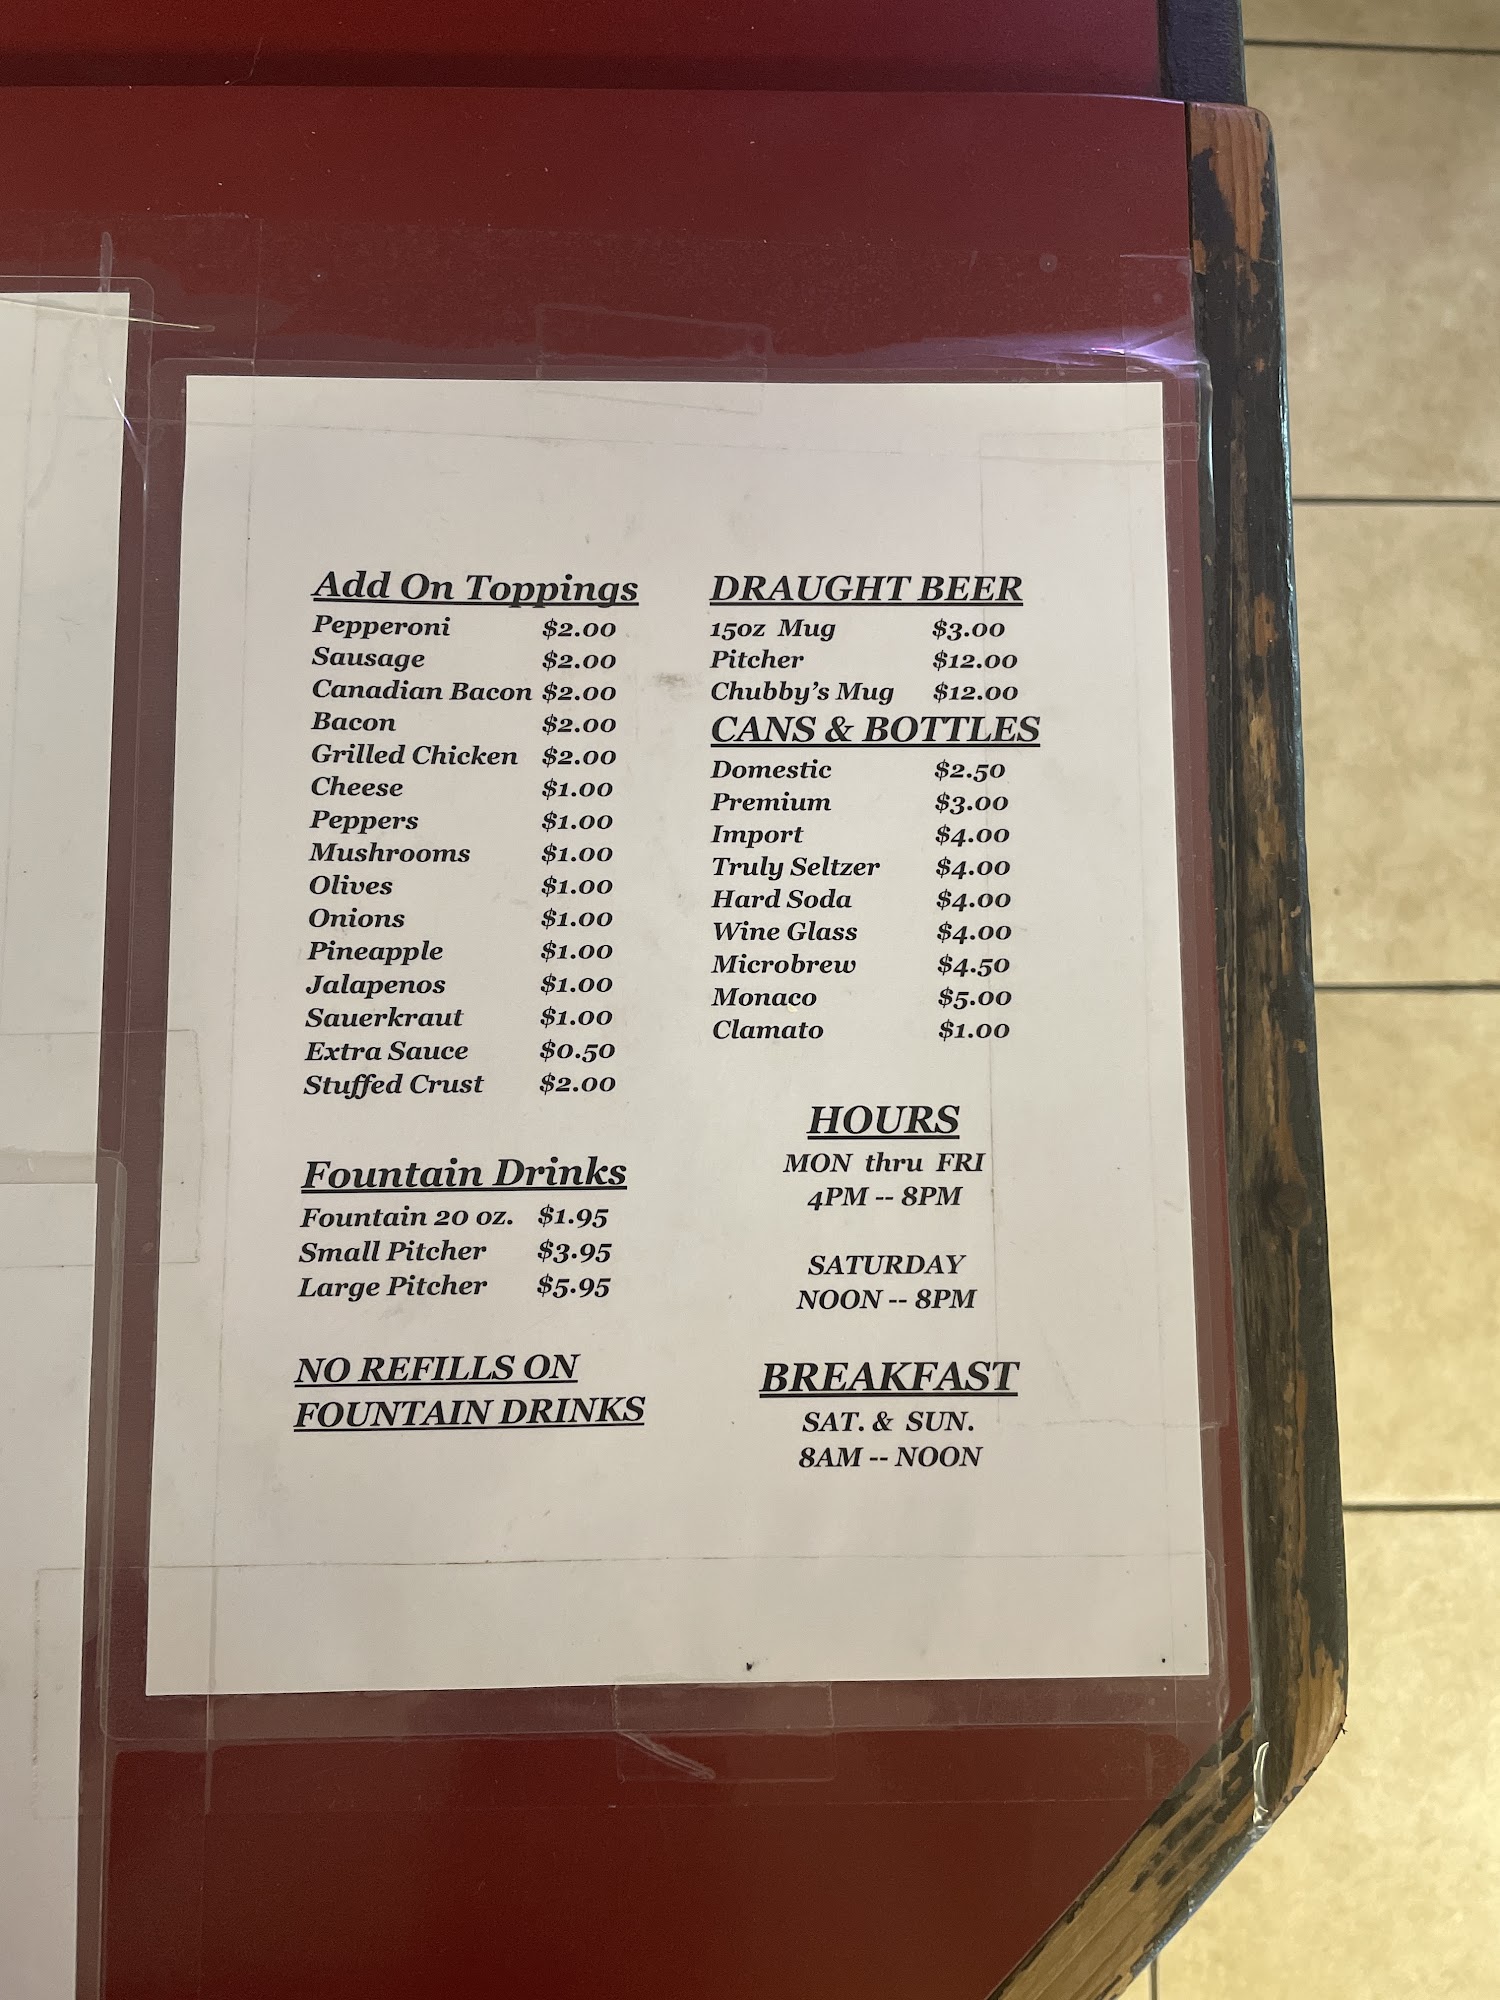 Add On Toppings
Pepperoni $2.00
Sausage $2.00
Canadian Bacon $2.00
Bacon $2.00
Grilled Chicken $2.00
Cheese $1.00
Peppers $1.00
Mushrooms $1.00
Olives $1.00
Onions $1.00
Pineapple $1.00
Jalapenos $1.00
Sauerkraut $1.00
Extra Sauce $0.50
Stuffed Crust $2.00
Fountain Drinks
Fountain 20 oz. $1.95
Small Pitcher $3.95
Large Pitcher $5.95
NO REFILLS ON
FOUNTAIN DRINKS
DRAUGHT BEER
15oz Mug $3.00
Pitcher $12.00
Chubby's Mug $12.00
CANS & BOTTLES
Domestic $2.50
Premium $3.00
Import $4.00
Truly Seltzer $4.00
Hard Soda $4.00
Wine Glass $4.00
Microbrew $4.50
Monaco $5.00
Clamato $1.00
HOURS
MON thru FRI
4PM -- 8PM
SATURDAY
NOON -- 8PM
BREAKFAST
SAT. & SUN.
8AM -- NOON